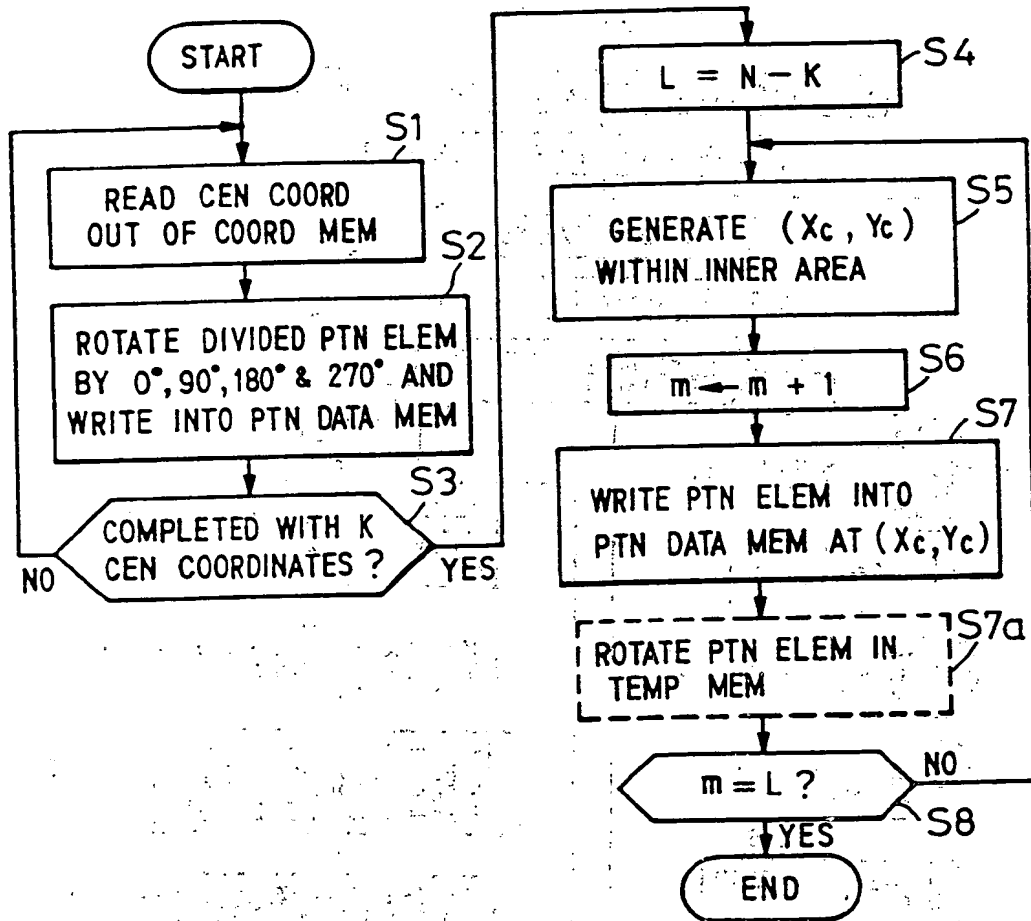 START
S1
READ CEN COORD
OUT OF COORD MEM
S2
ROTATE DIVIDED PTN ELEM
BY 0°, 90°, 180° & 270° AND
WRITE INTO PTN DATA MEM
S3
COMPLETED WITH K
CEN COORDINATES ?
NO
YES
S4
L = N - K
S5
GENERATE (Xc, Yc)
WITHIN INNER AREA
S6
m ← m + 1
S7
WRITE PTN ELEM INTO
PTN DATA MEM AT (Xc, Yc)
S7a
ROTATE PTN ELEM IN
TEMP MEM
m = L ?
NO
S8
YES
END